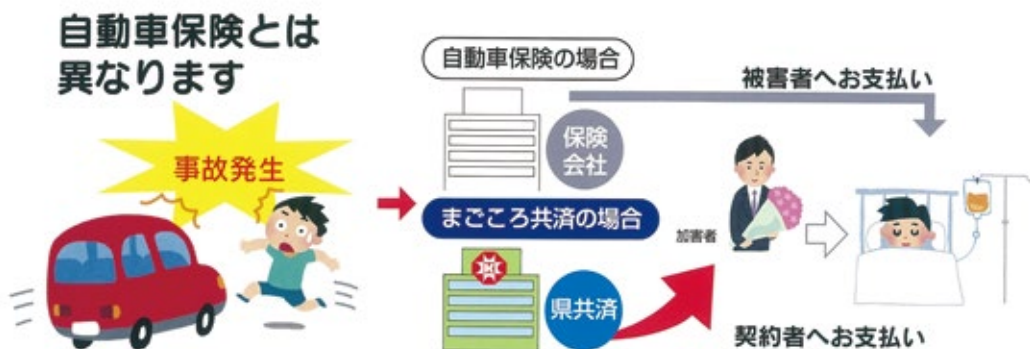 自動車保険とは
異なります
事故発生
自動車保険の場合
被害者へお支払い
保険
会社
まごころ共済の場合
加害者
県共済
契約者へお支払い